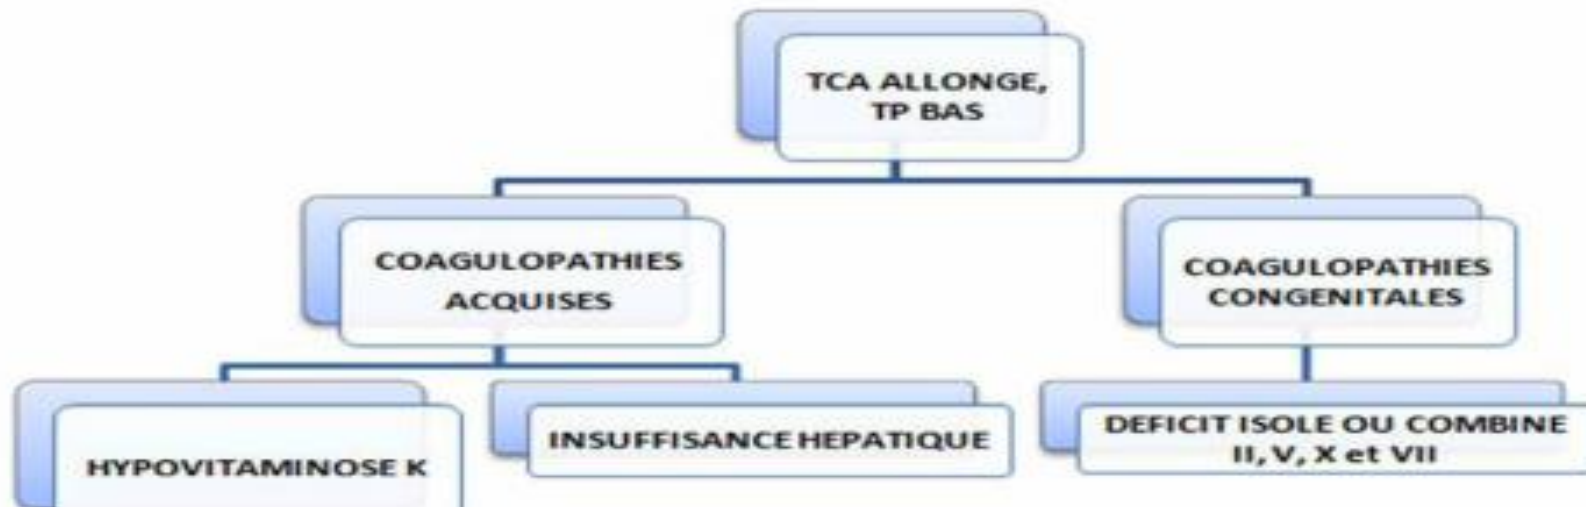 TCA ALLONGE,
TP BAS
COAGULOPATHIES
ACQUISES
COAGULOPATHIES
CONGENITALES
HYPOVITAMINOSE K
INSUFFISANCE HEPATIQUE
DEFICIT ISOLE OU COMBINE
II, V, X et VII